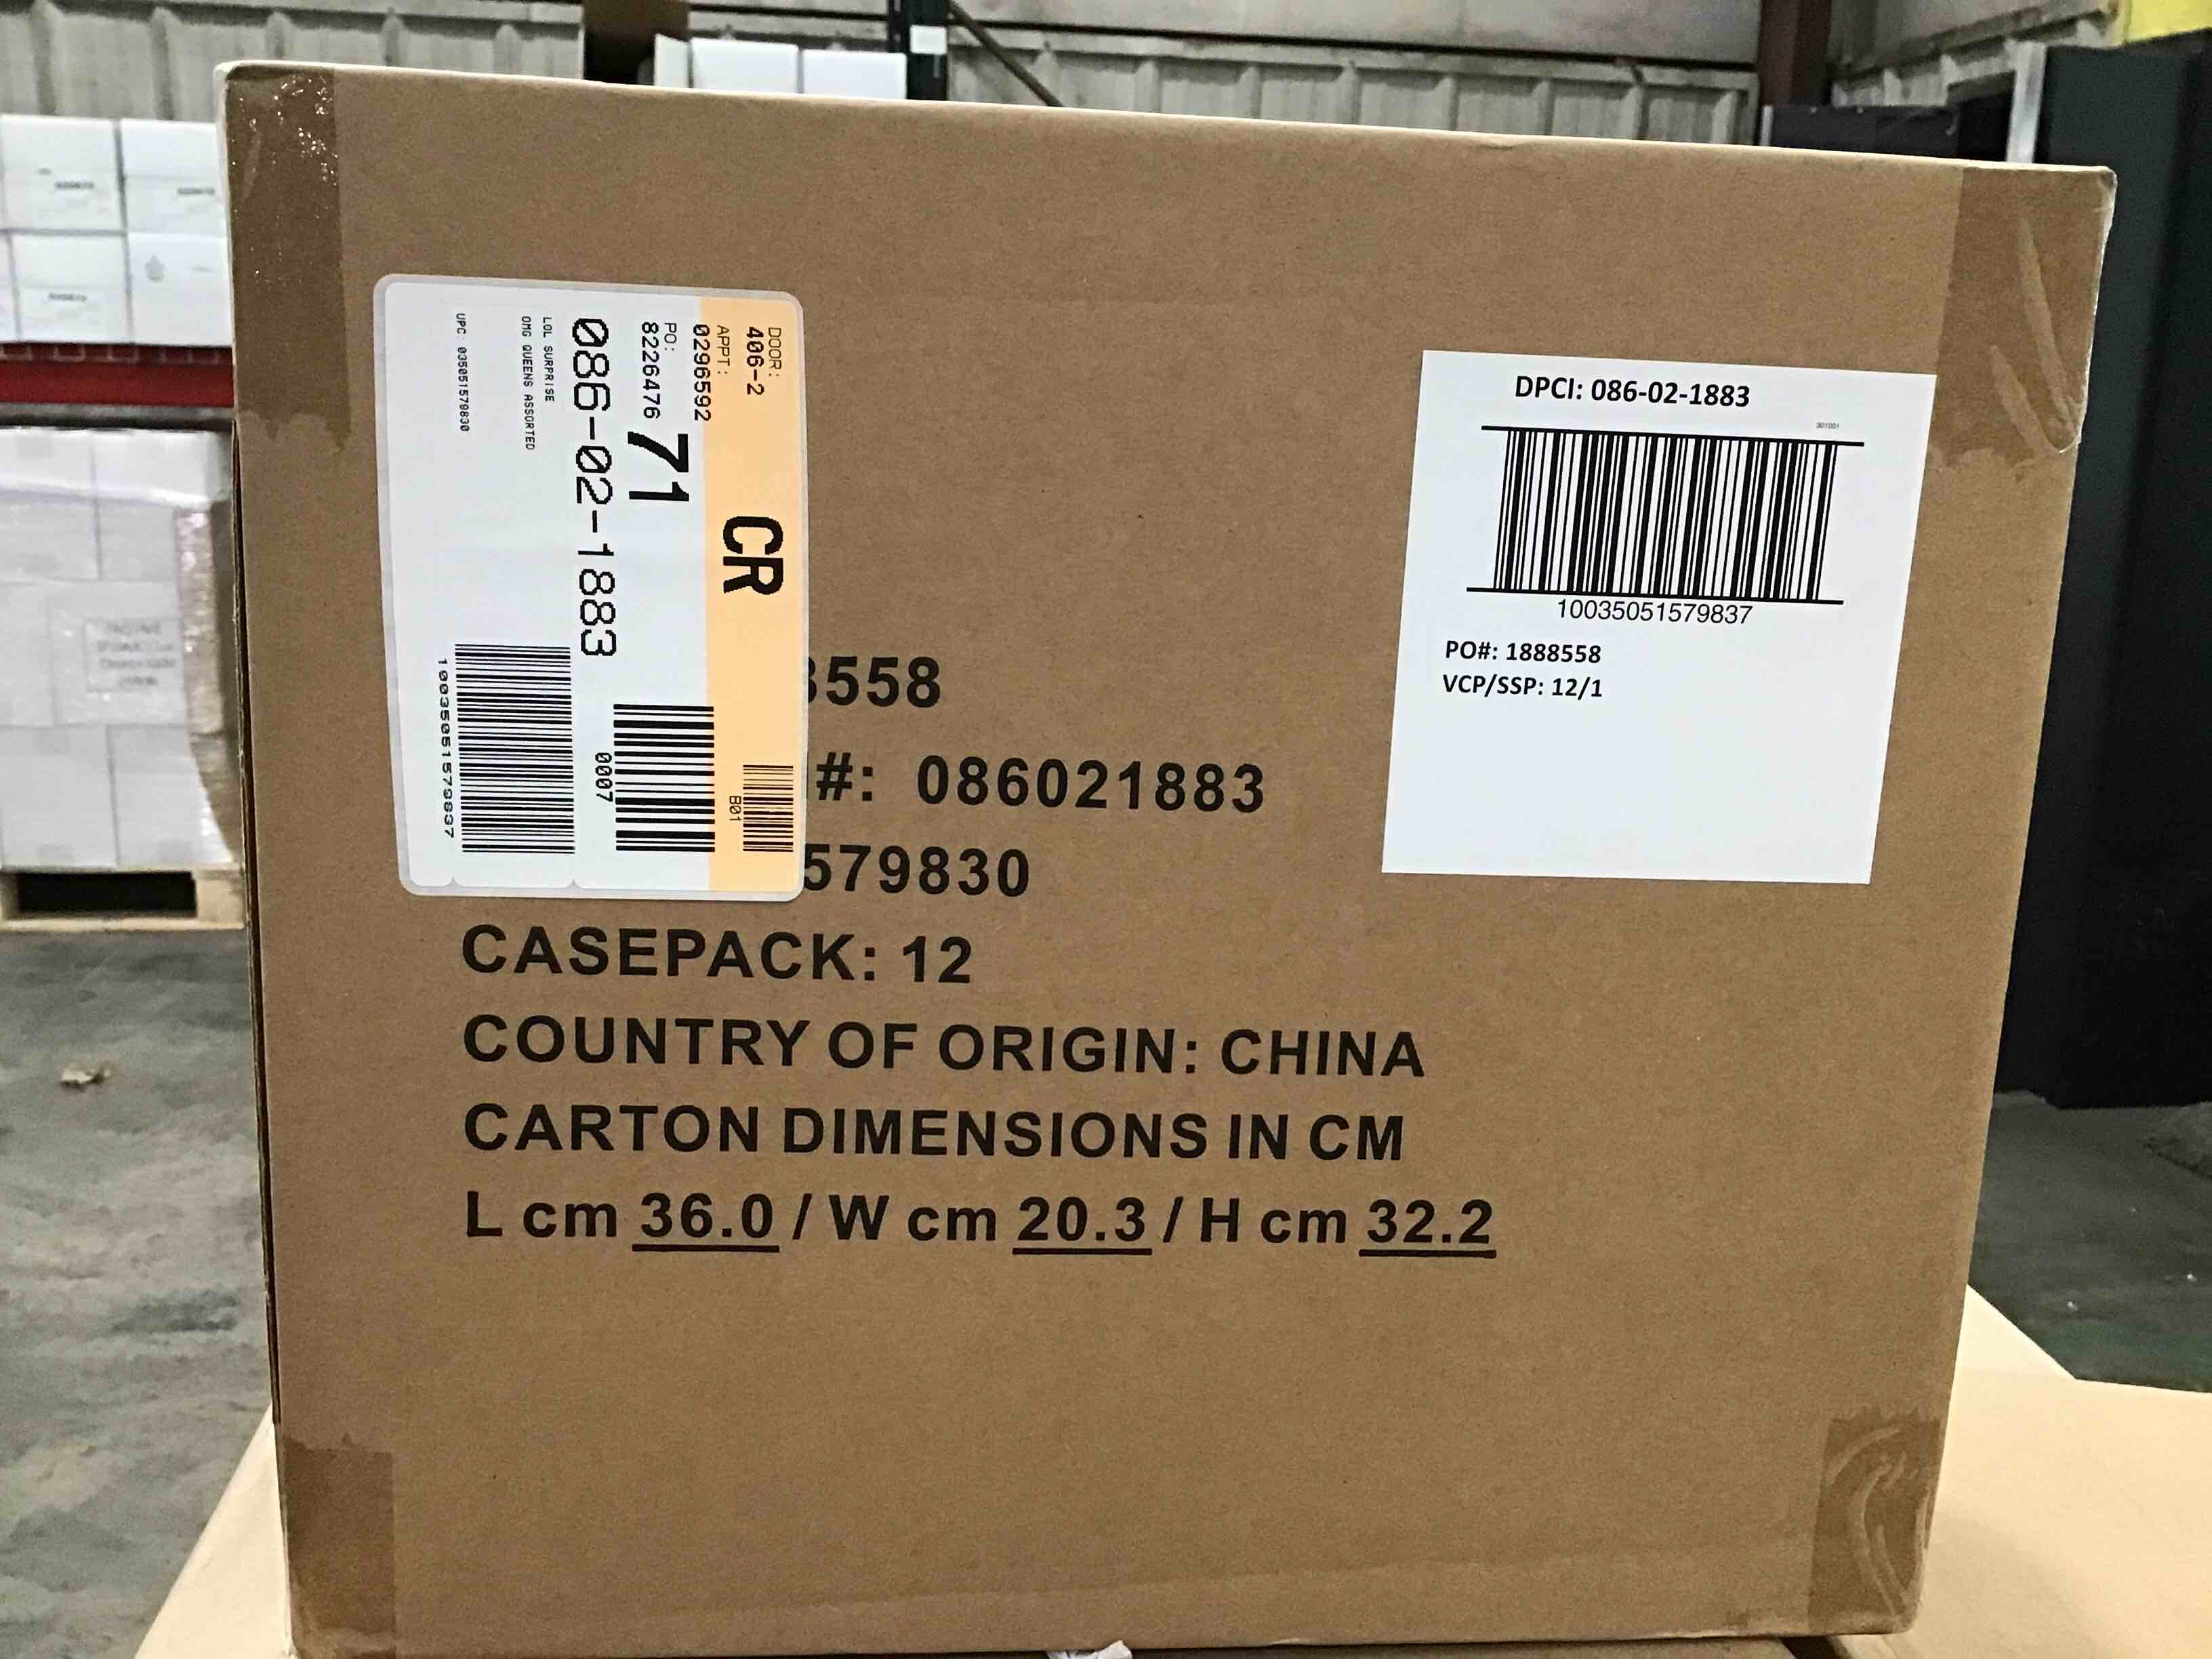 DOOR:
406-2
CR
B01
APPT:
0296592
PO:
8226476
71
0007
086-02-1883
LOL SURPRISE
OMG QUEENS ASSORTED
UPC: 035051579830
10035051579837
DPCI: 086-02-1883
301001
10035051579837
PO#: 1888558
VCP/SSP: 12/1
558
#: 086021883
579830
CASEPACK: 12
COUNTRY OF ORIGIN: CHINA
CARTON DIMENSIONS IN CM
L cm 36.0 / W cm 20.3 / H cm 32.2